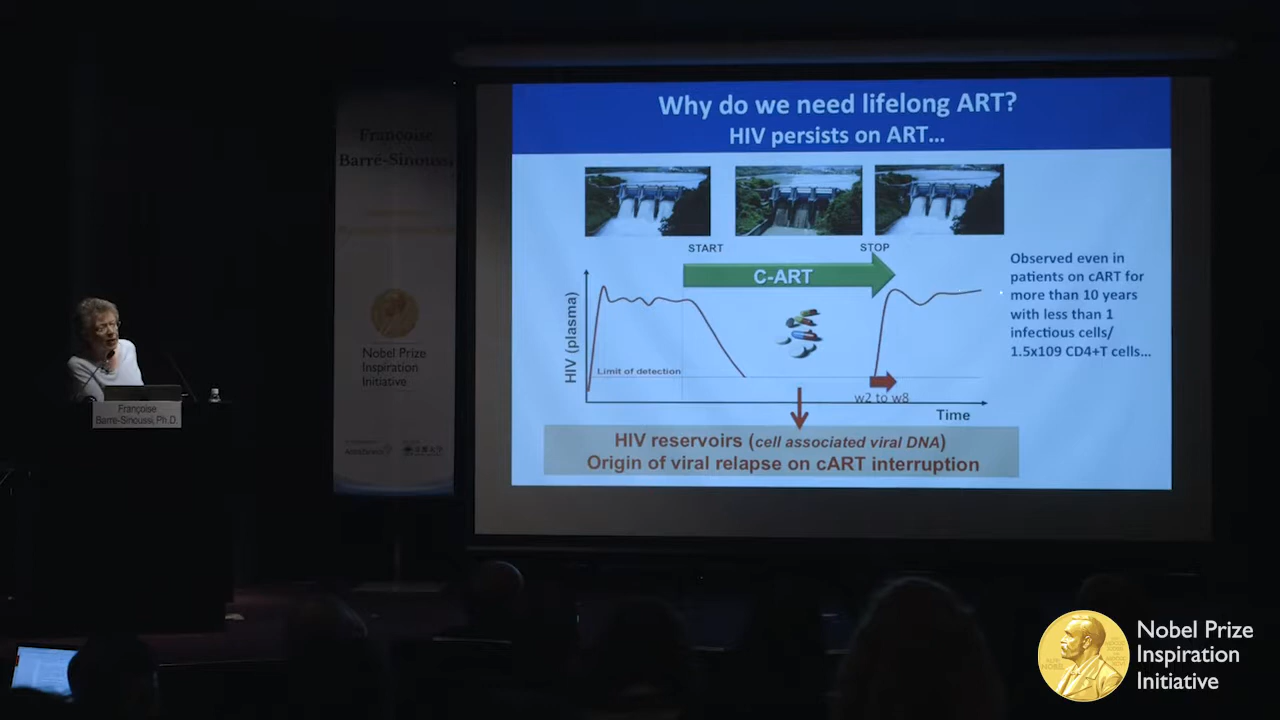 Why do we need lifelong ART?
HIV persists on ART...
START
STOP
C-ART
HIV (plasma)
Limit of detection
w2 to w8
Time
Observed even in
patients on cART for
more than 10 years
with less than 1
infectious cells/
1.5x109 CD4+T cells...
HIV reservoirs (cell associated viral DNA)
Origin of viral relapse on cART interruption
Françoise
Barré-Sinoussi
Nobel Prize
Inspiration
Initiative
Françoise
Barre-Sinoussi, Ph.D.
Nobel Prize
Inspiration
Initiative